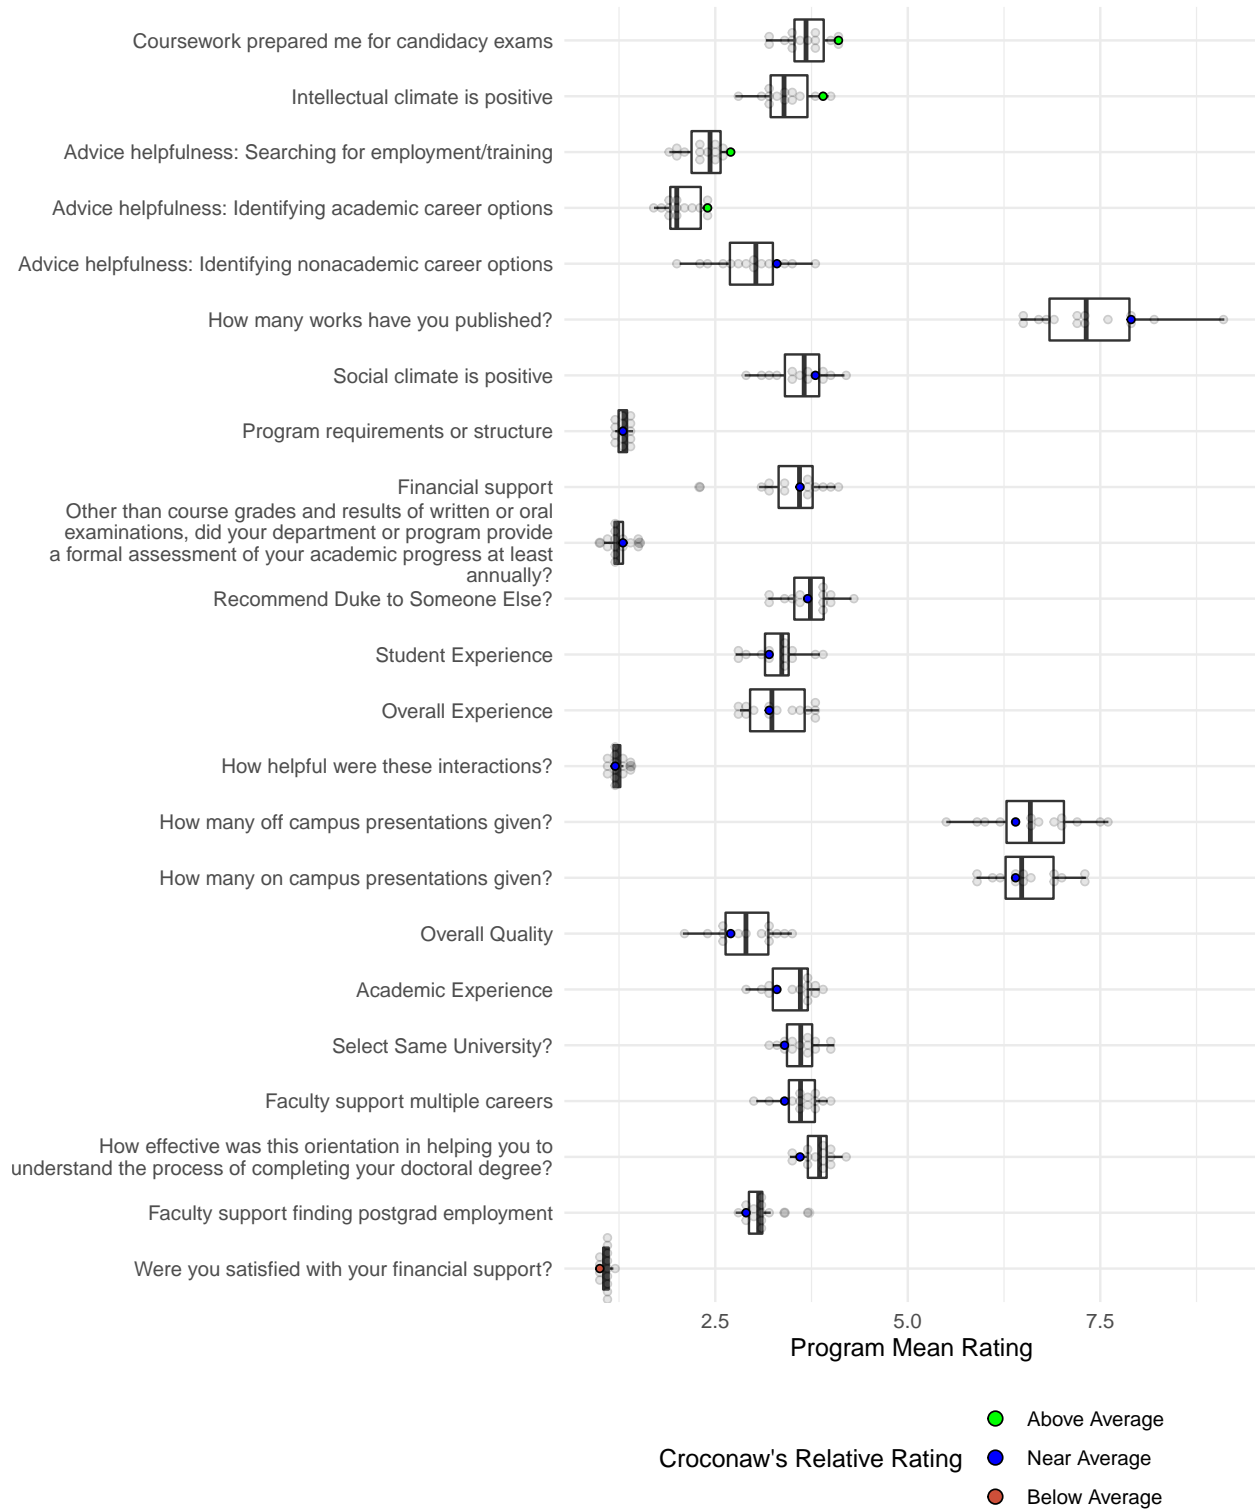 Coursework prepared me for candidacy exams
Intellectual climate is positive
Advice helpfulness: Searching for employment/training
Advice helpfulness: Identifying academic career options
Advice helpfulness: Identifying nonacademic career options
How many works have you published?
Social climate is positive
Program requirements or structure
Financial support
Other than course grades and results of written or oral
examinations, did your department or program provide
a formal assessment of your academic progress at least
annually?
Recommend Duke to Someone Else?
Student Experience
Overall Experience
How helpful were these interactions?
How many off campus presentations given?
How many on campus presentations given?
Overall Quality
Academic Experience
Select Same University?
Faculty support multiple careers
How effective was this orientation in helping you to
understand the process of completing your doctoral degree?
Faculty support finding postgrad employment
Were you satisfied with your financial support?
2.5 5.0 7.5
Program Mean Rating
Croconaw's Relative Rating
Above Average
Near Average
Below Average